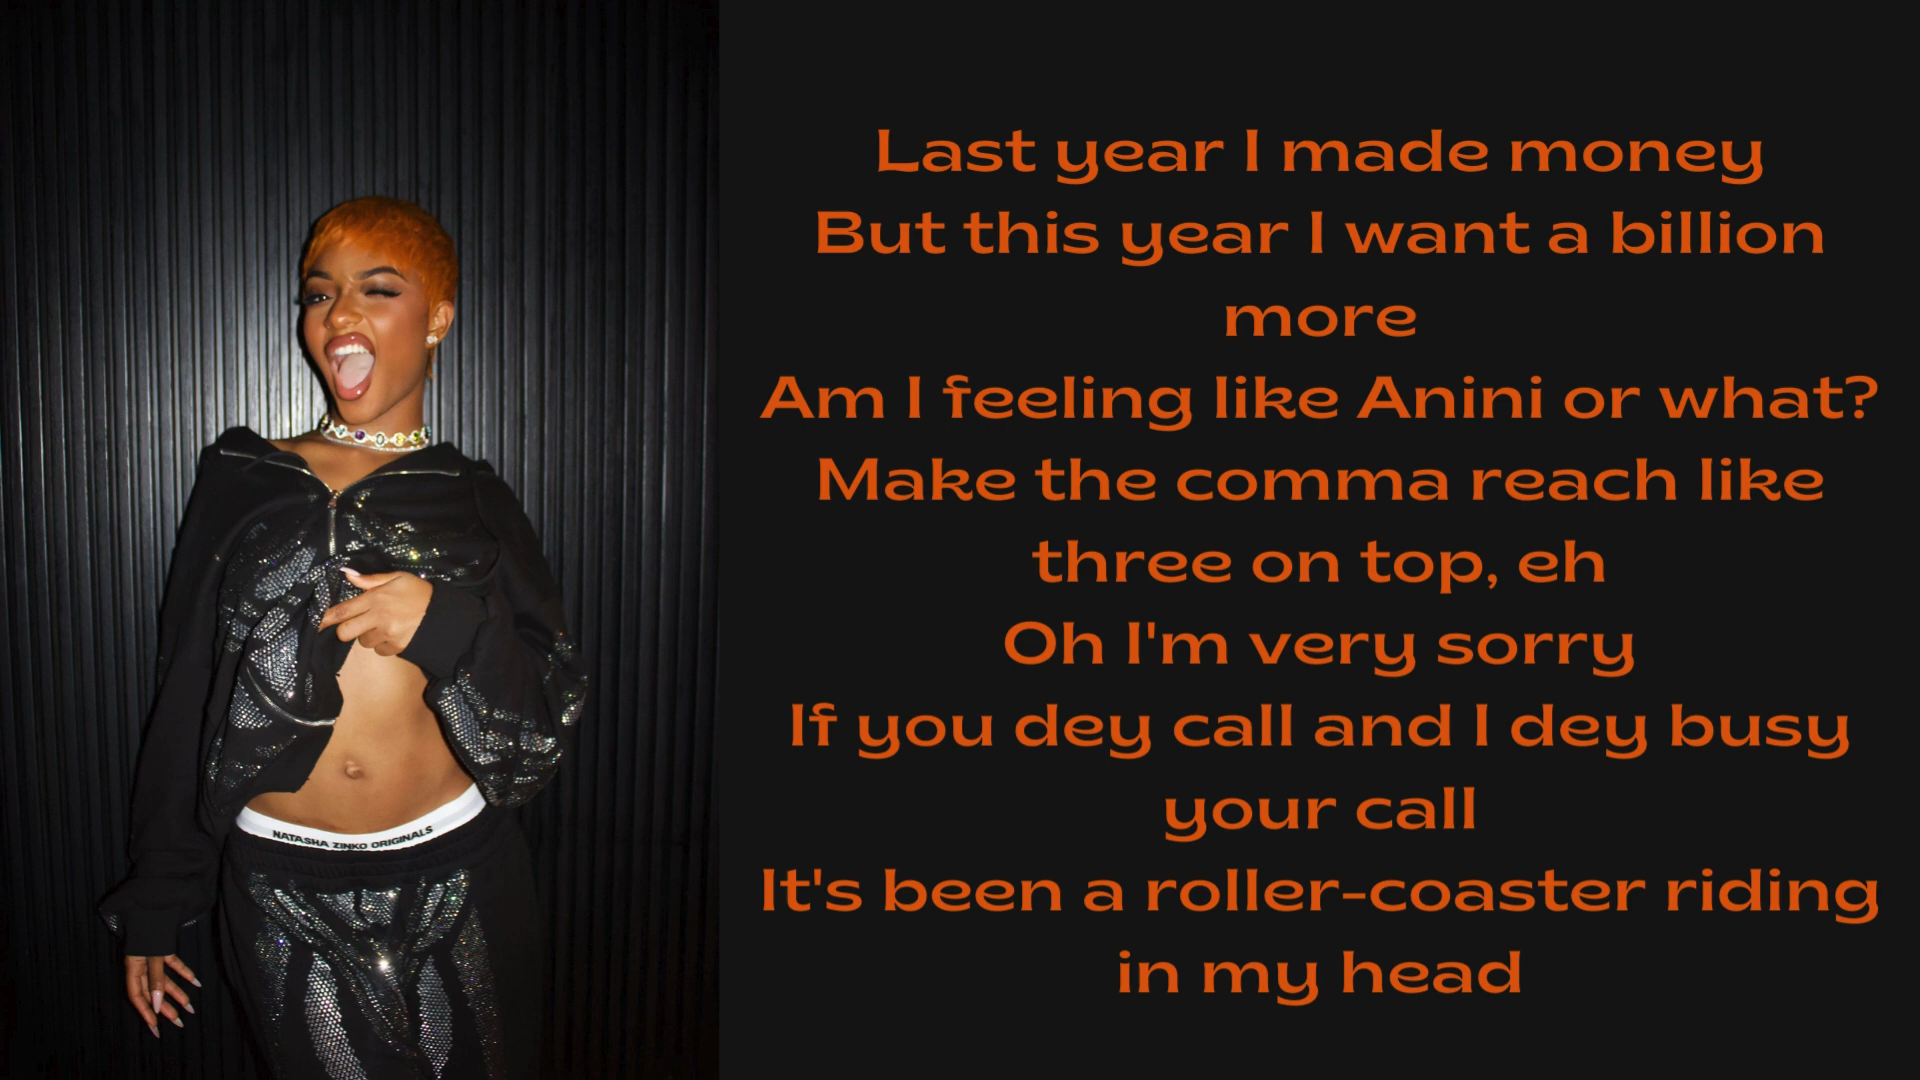 NATASHA ZINKO ORIGINALS
Last year I made money
But this year I want a billion
more
Am I feeling like Anini or what?
Make the comma reach like
three on top, eh
Oh I'm very sorry
If you dey call and I dey busy
your call
It's been a roller-coaster riding
in my head